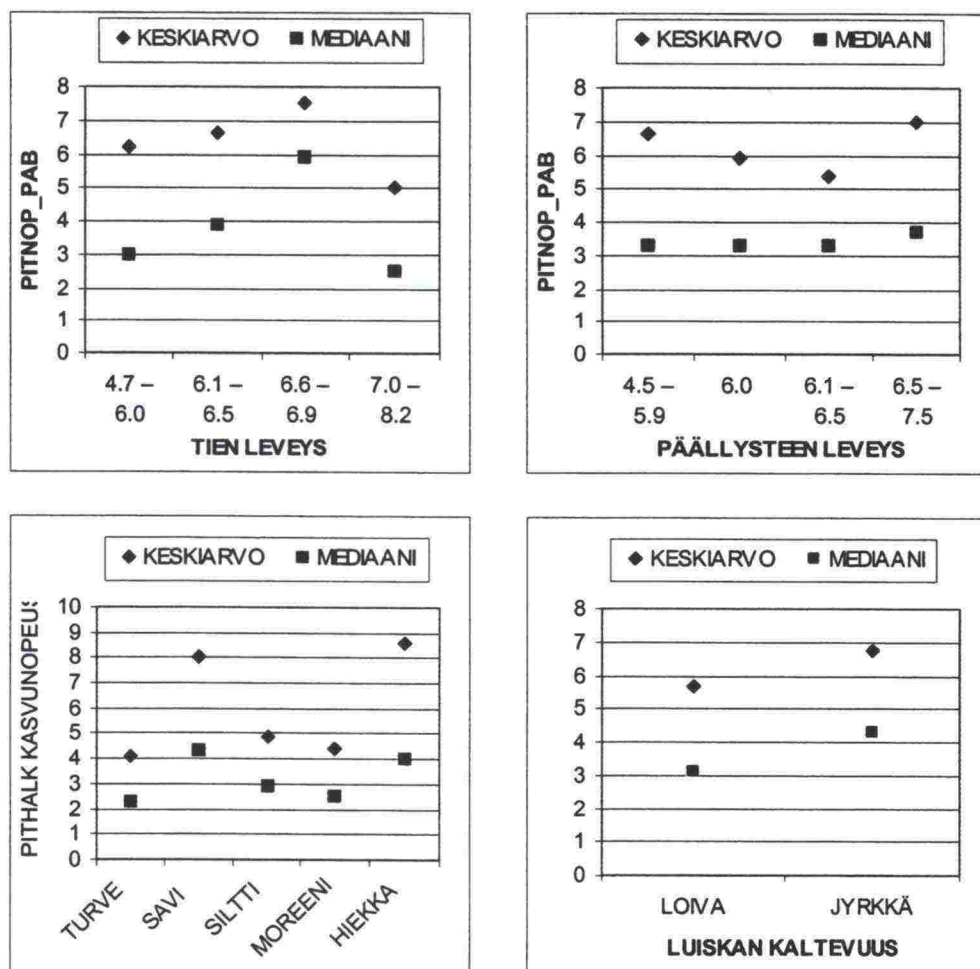 ◆ KESKIARVO ■ MEDIAANI
PITNOP_PAB
8
7
6
5
4
3
2
1
0
4.7 – 6.1 – 6.6 – 7.0 –
6.0 6.5 6.9 8.2
TIEN LEVEYS
◆ KESKIARVO ■ MEDIAANI
PITNOP_PAB
8
7
6
5
4
3
2
1
0
4.5 – 6.0 6.1 – 6.5 –
5.9 6.5 7.5
PÄÄLLYSTEEN LEVEYS
◆ KESKIARVO ■ MEDIAANI
PITHALK KASVUNOPEUS
10
9
8
7
6
5
4
3
2
1
0
TURVE
SAVI
SILTTI
MOREENI
HIEKKA
◆ KESKIARVO ■ MEDIAANI
8
7
6
5
4
3
2
1
0
LOIVA JYRKKÄ
LUISKAN KALTEVUUS